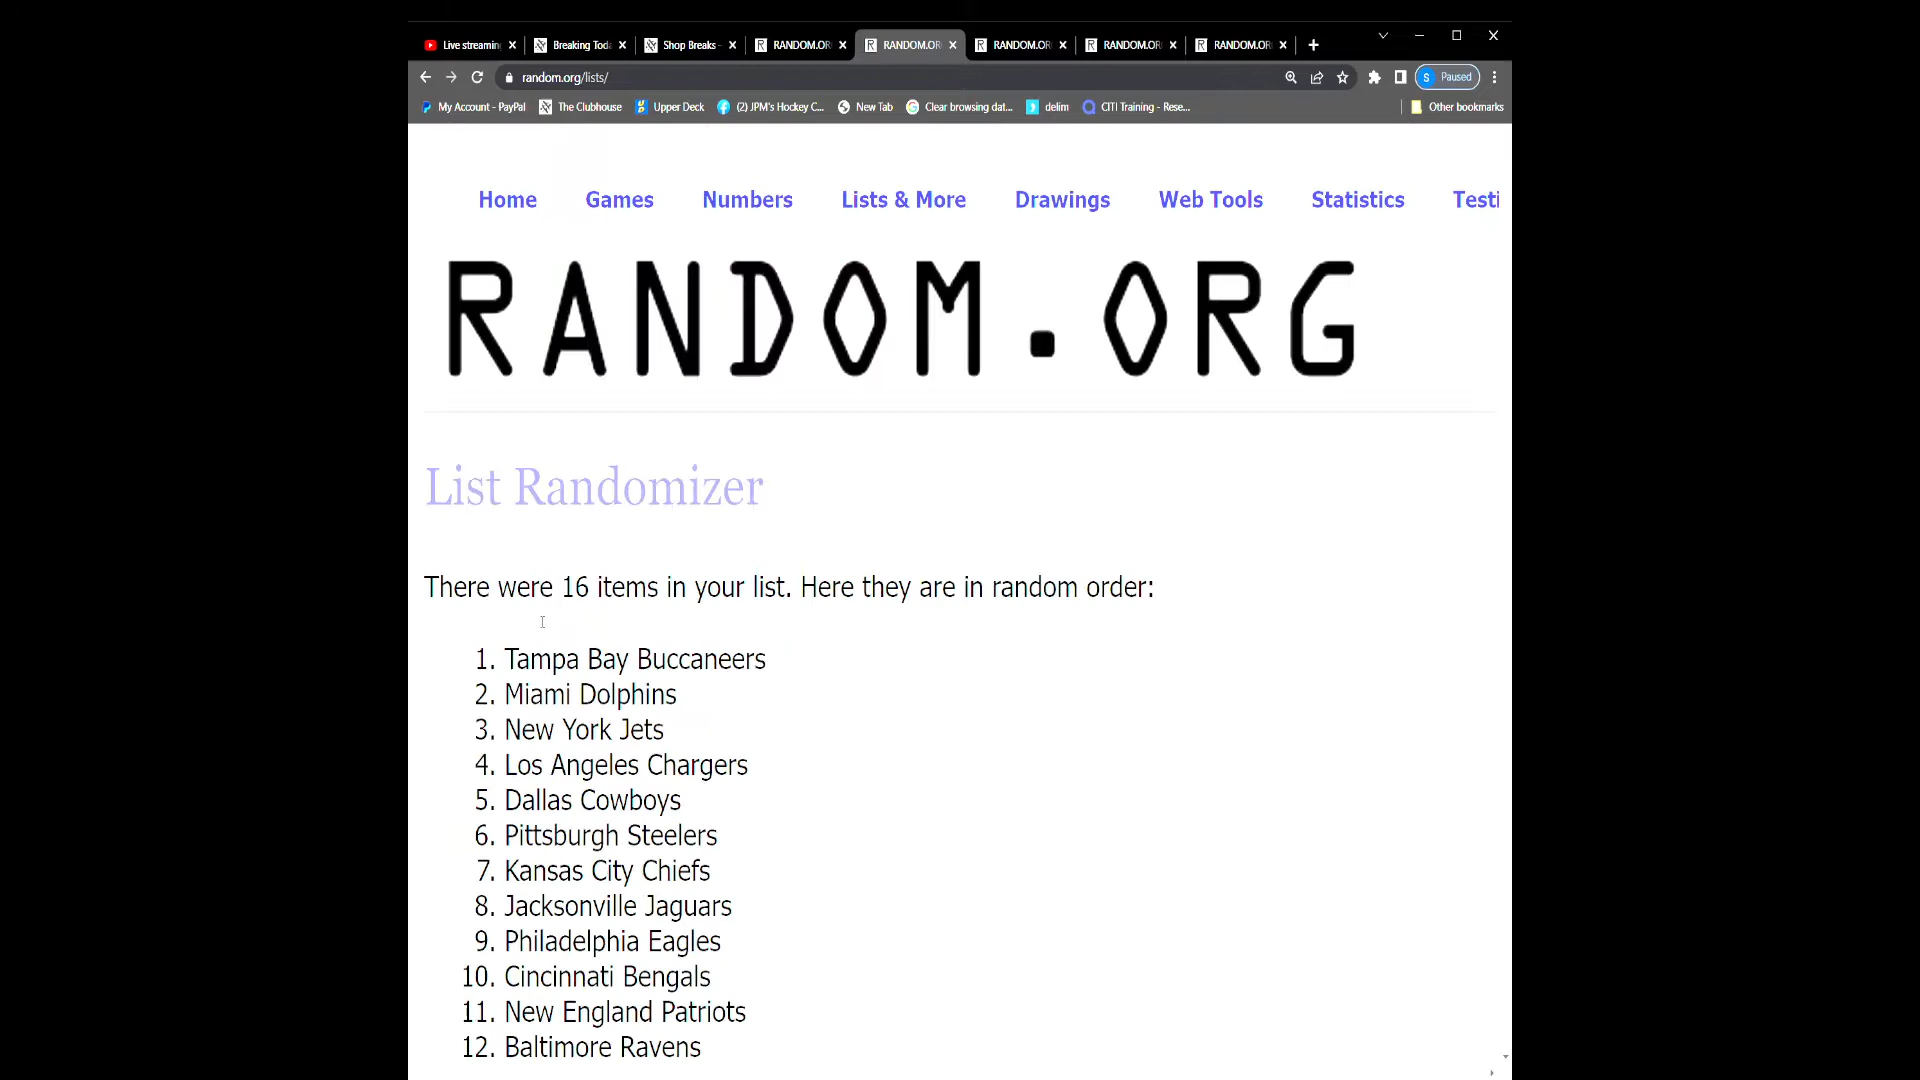 Live streaming
Breaking Toda
Shop Breaks -
RANDOM.OR
RANDOM.OR
RANDOM.OR
RANDOM.OR
RANDOM.OR
random.org/lists/
S Paused
My Account - PayPal
The Clubhouse
Upper Deck
(2) JPM's Hockey C...
New Tab
Clear browsing dat...
delim
CITI Training - Rese...
Other bookmarks
Home Games Numbers Lists & More Drawings Web Tools Statistics Testi
RANDOM.ORG
List Randomizer
There were 16 items in your list. Here they are in random order:
1. Tampa Bay Buccaneers
2. Miami Dolphins
3. New York Jets
4. Los Angeles Chargers
5. Dallas Cowboys
6. Pittsburgh Steelers
7. Kansas City Chiefs
8. Jacksonville Jaguars
9. Philadelphia Eagles
10. Cincinnati Bengals
11. New England Patriots
12. Baltimore Ravens